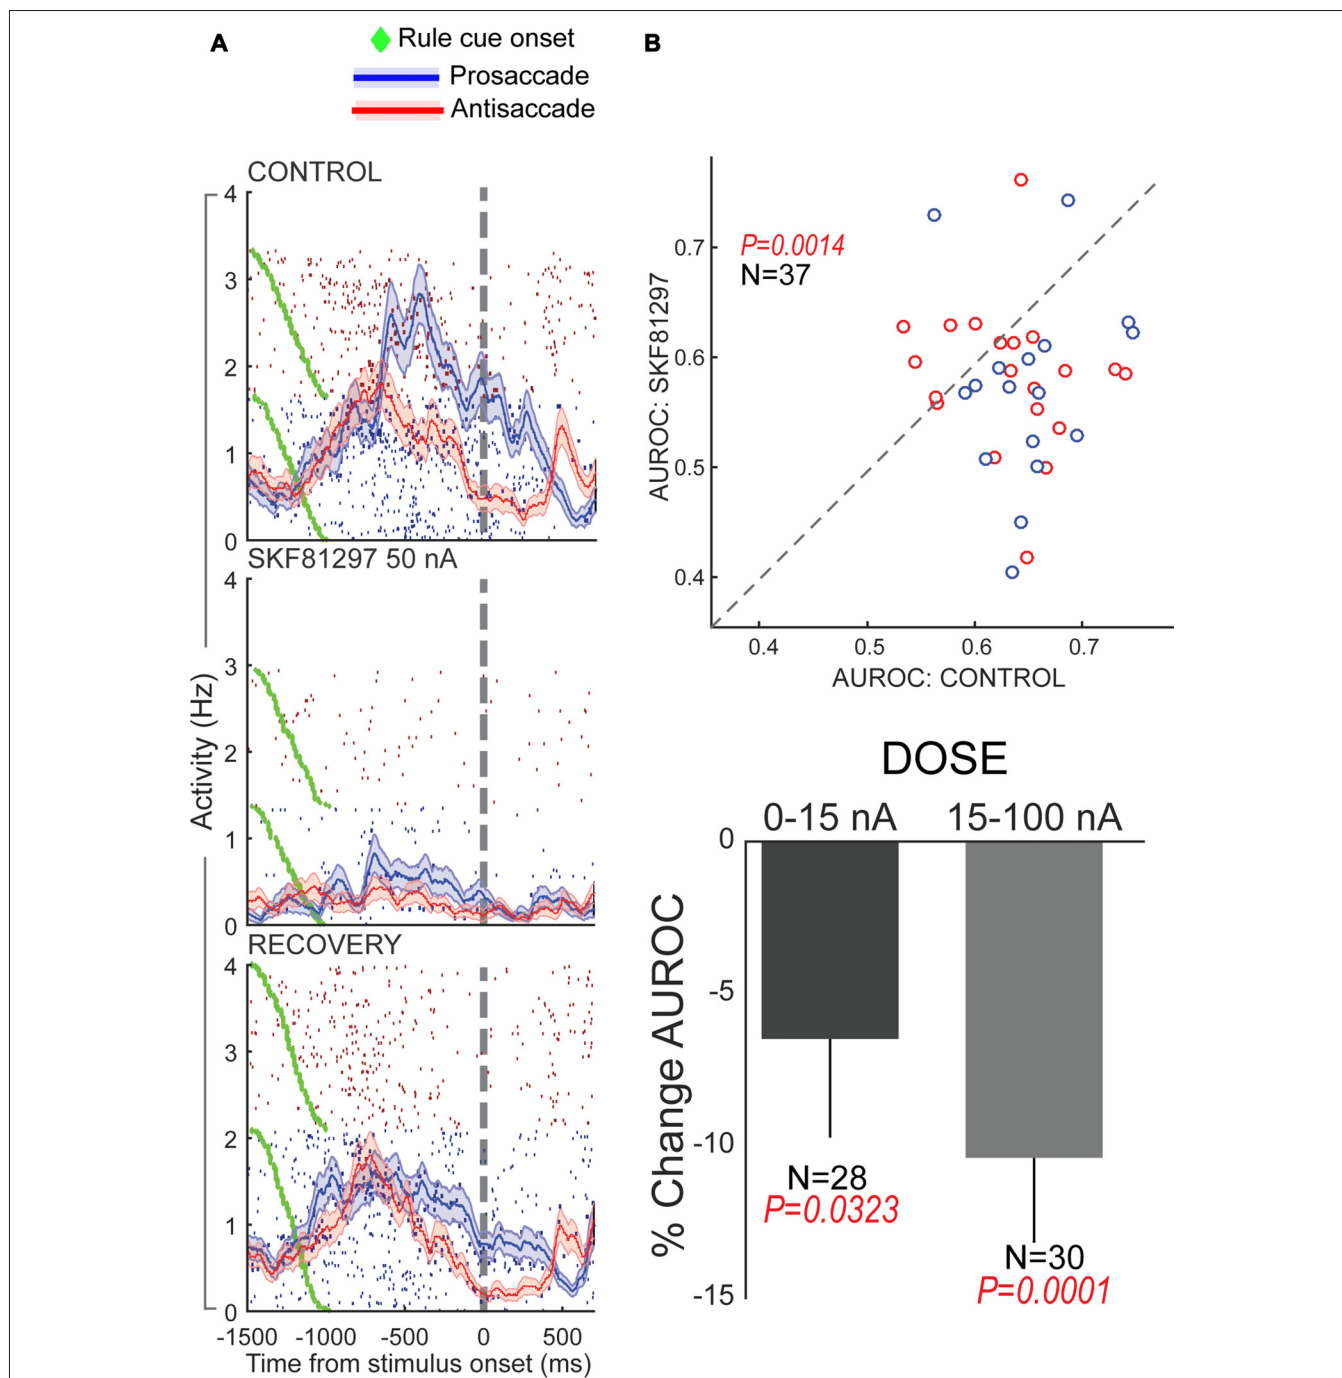 A
Rule cue onset
Prosaccade
Antisaccade
CONTROL
4
3
2
1
0
SKF81297 50 nA
4
3
2
1
0
RECOVERY
4
3
2
1
0
Activity (Hz)
-1500 -1000 -500 0 500
Time from stimulus onset (ms)
B
P=0.0014
N=37
0.7
0.6
0.5
0.4
AUROC: SKF81297
0.4 0.5 0.6 0.7
AUROC: CONTROL
DOSE
0-15 nA 15-100 nA
0
-5
-10
-15
% Change AUROC
N=28
P=0.0323
N=30
P=0.0001